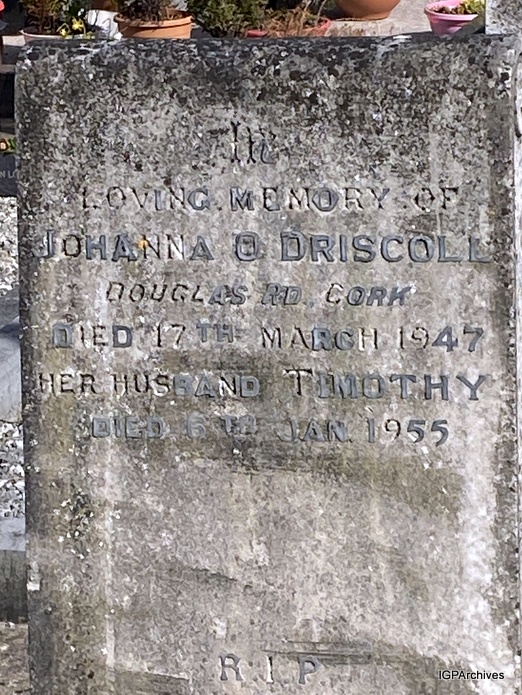 In
LOVING MEMORY OF
JOHANNA O DRISCOLL
DOUGLAS RD. CORK
DIED 17TH MARCH 1947
HER HUSBAND TIMOTHY
DIED 6TH JAN. 1955
R.I.P.
IGPArchives